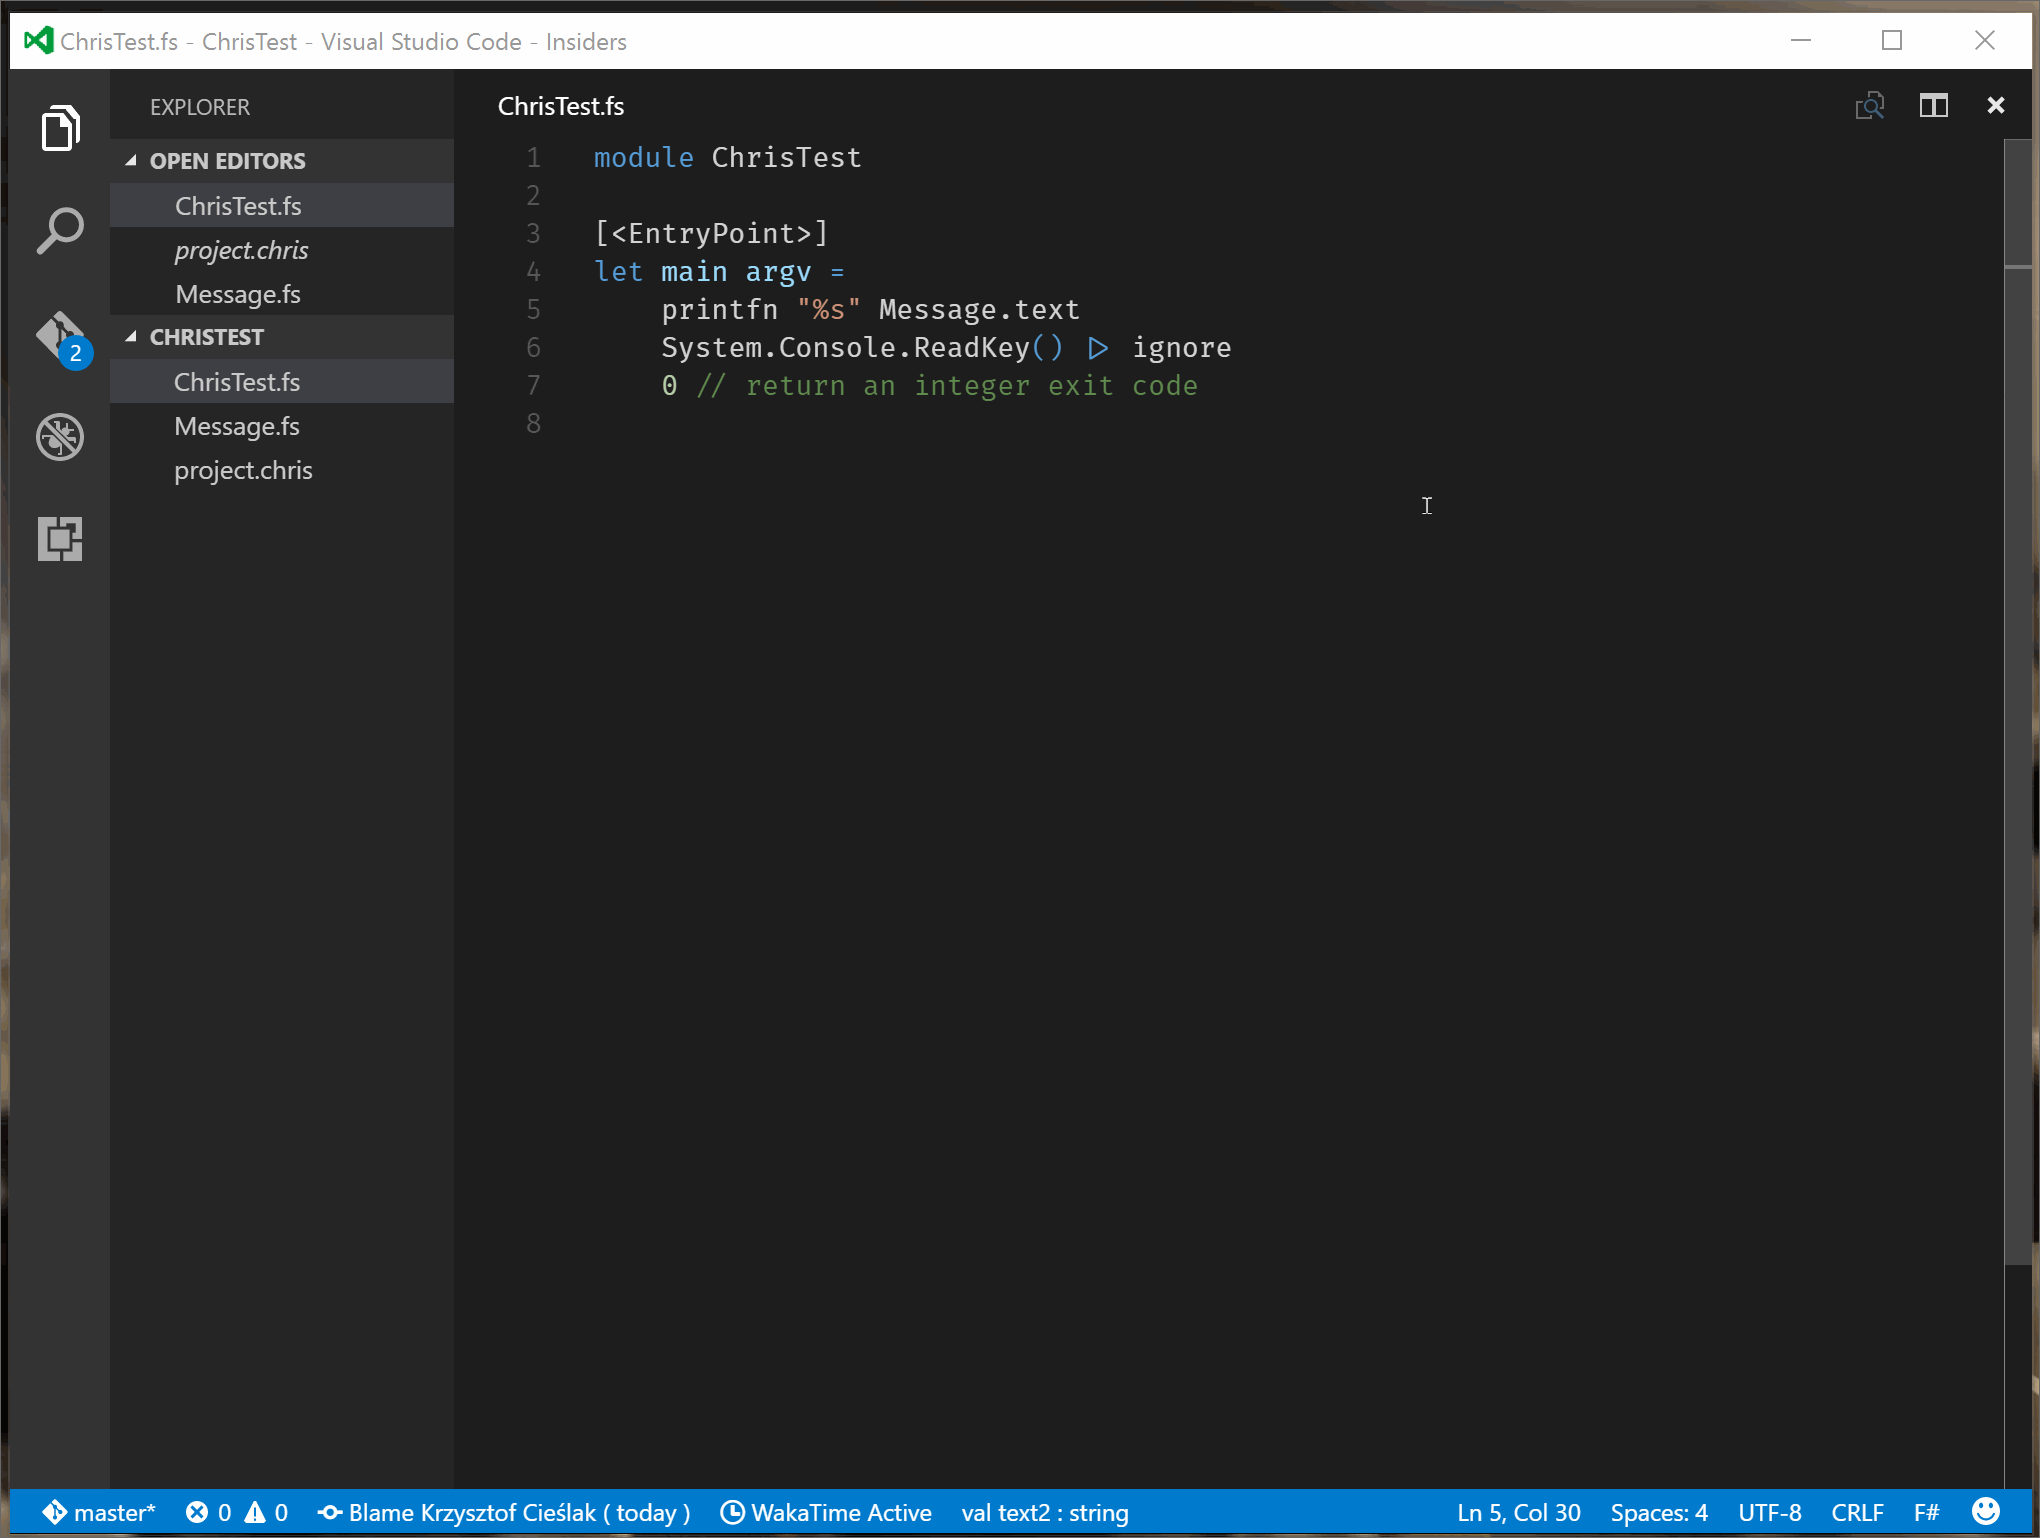 ChrisTest.fs - ChrisTest - Visual Studio Code - Insiders
EXPLORER
OPEN EDITORS
ChrisTest.fs
project.chris
Message.fs
CHRISTEST
ChrisTest.fs
Message.fs
project.chris
2
ChrisTest.fs
1 module ChrisTest
2
3 [<EntryPoint>]
4 let main argv =
5 printfn "%s" Message.text
6 System.Console.ReadKey() |> ignore
7 0 // return an integer exit code
8
master* 0 0 Blame Krzysztof Cieślak ( today ) WakaTime Active val text2 : string Ln 5, Col 30 Spaces: 4 UTF-8 CRLF F#